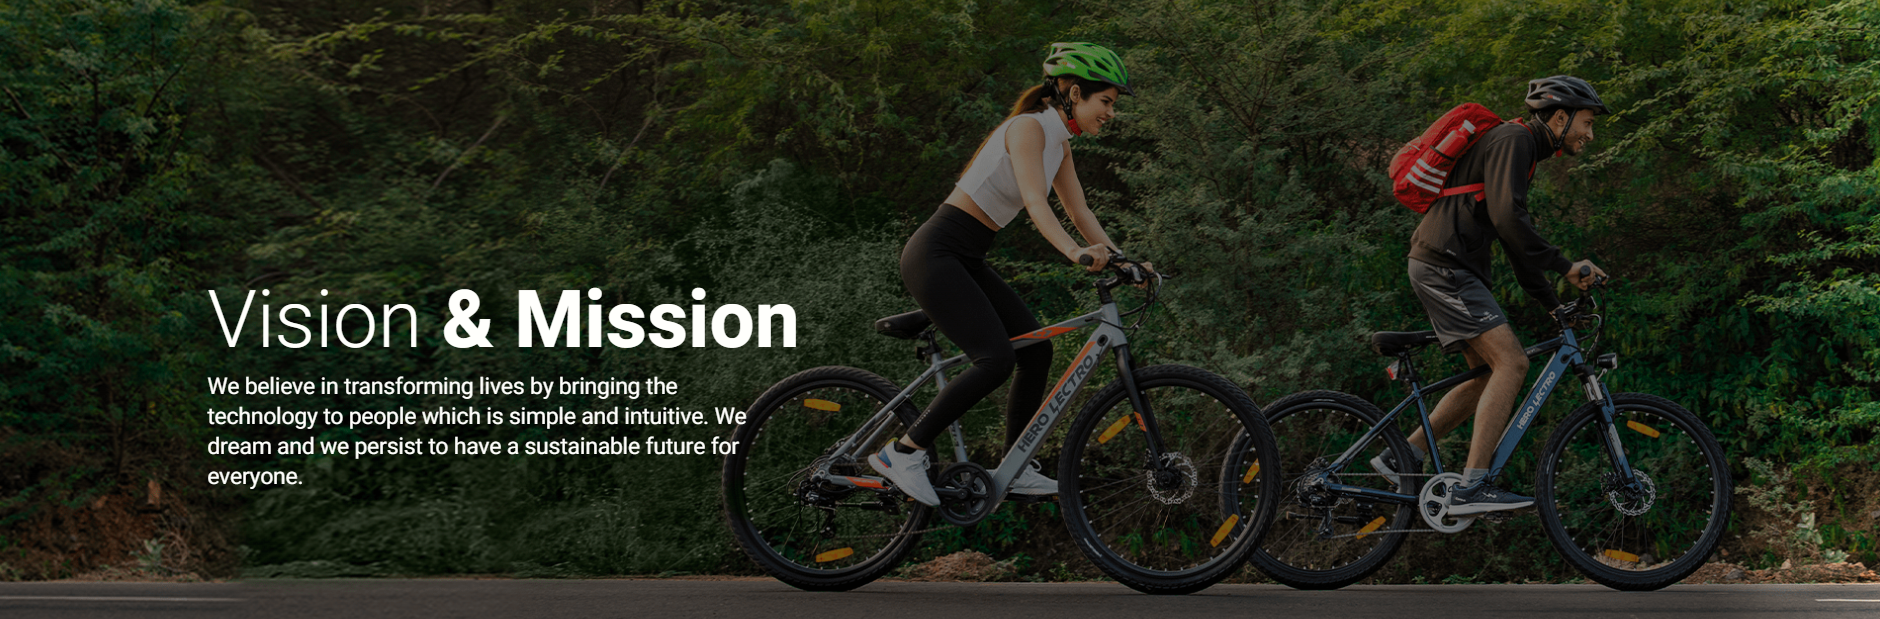 Vision & Mission
We believe in transforming lives by bringing the
technology to people which is simple and intuitive. We
dream and we persist to have a sustainable future for
everyone.
HERO LECTRO
HERO LECTRO